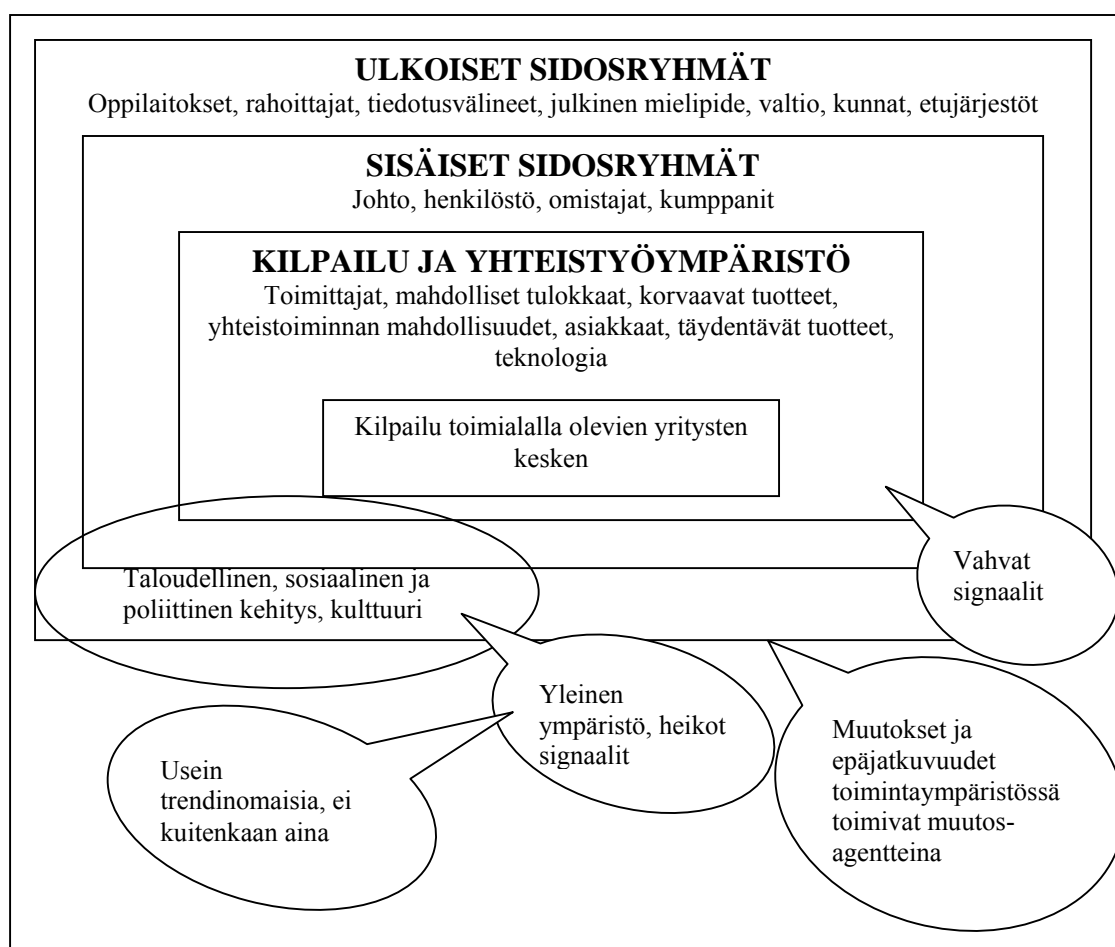 ULKOISET SIDOSRYHMÄT
Oppilaitokset, rahoittajat, tiedotusvälineet, julkinen mielipide, valtio, kunnat, etujärjestöt
SISÄISET SIDOSRYHMÄT
Johto, henkilöstö, omistajat, kumppanit
KILPAILU JA YHTEISTYÖYMPÄRISTÖ
Toimittajat, mahdolliset tulokkaat, korvaavat tuotteet,
yhteistoiminnan mahdollisuudet, asiakkaat, täydentävät tuotteet,
teknologia
Kilpailu toimialalla olevien yritysten
kesken
Taloudellinen, sosiaalinen ja
poliittinen kehitys, kulttuuri
Vahvat
signaalit
Yleinen
ympäristö, heikot
signaalit
Usein
trendinomaisia, ei
kuitenkaan aina
Muutokset ja
epäjatkuvuudet
toimintaympäristössä
toimivat muutos-
agentteina